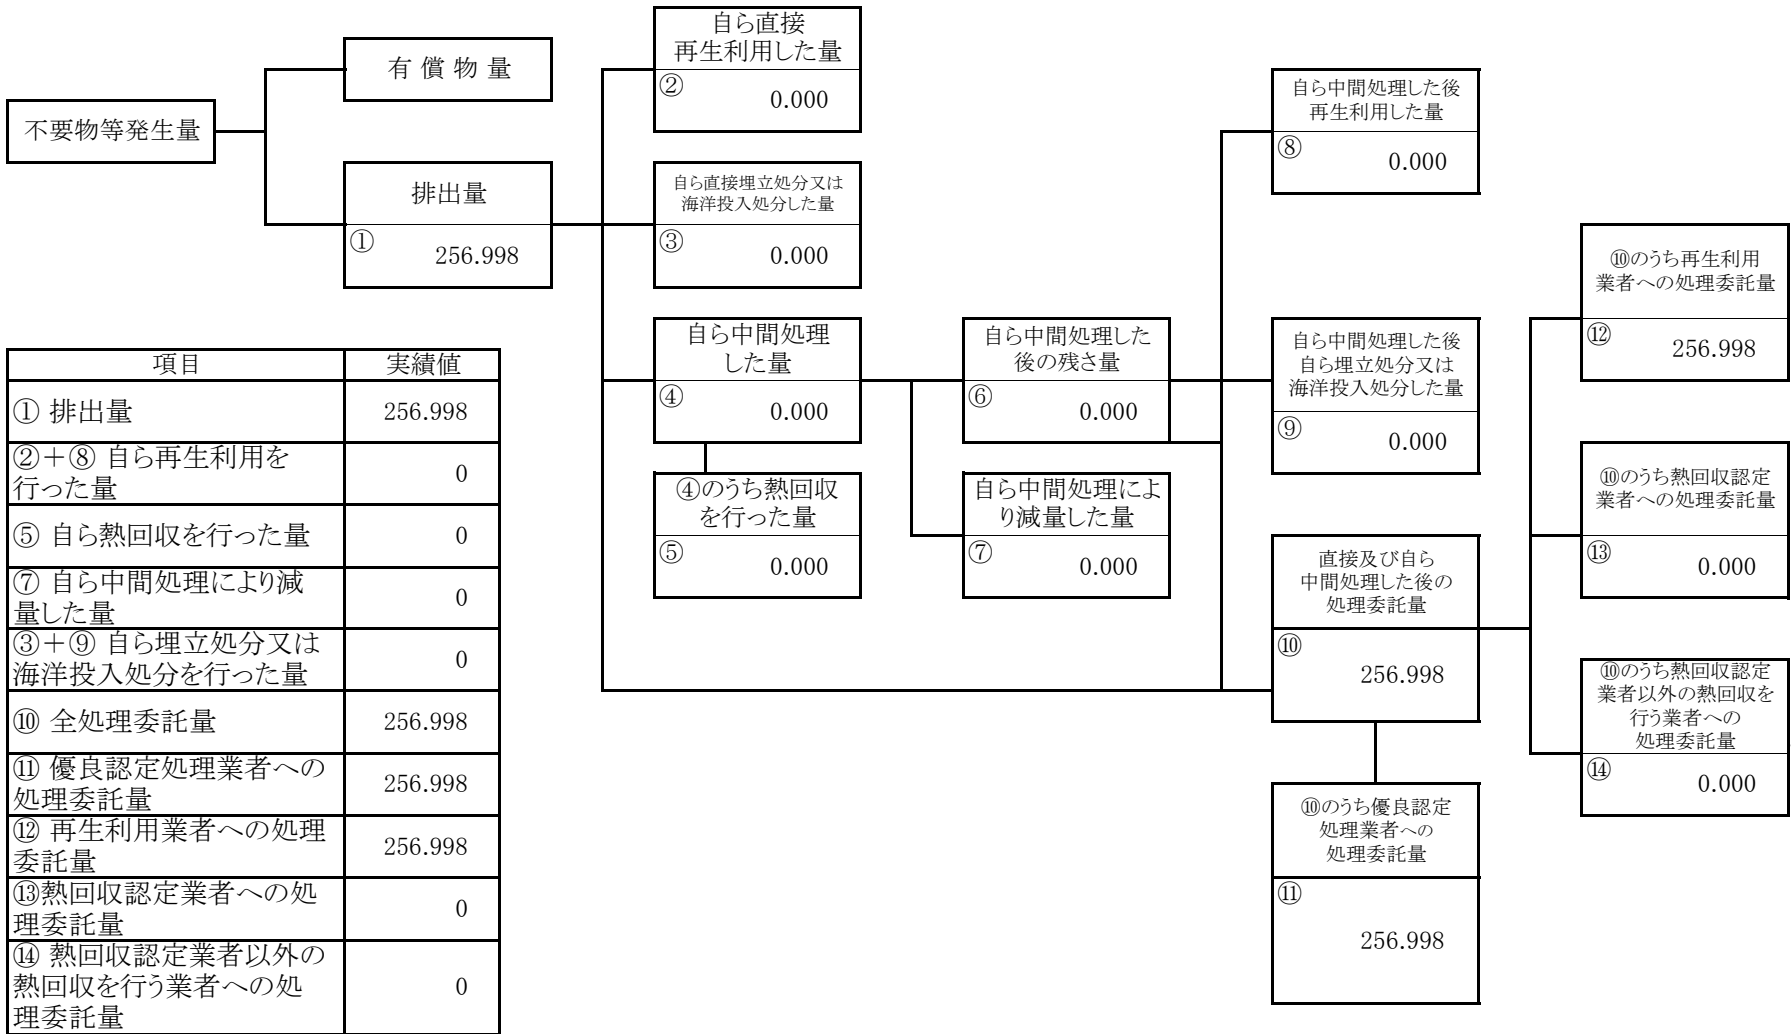 不要物等発生量
有償物量
排出量
①
256.998
自ら直接
再生利用した量
②
0.000
自ら直接埋立処分又は
海洋投入処分した量
③
0.000
自ら中間処理
した量
④
0.000
④のうち熱回収
を行った量
⑤
0.000
自ら中間処理した
後の残さ量
⑥
0.000
自ら中間処理によ
り減量した量
⑦
0.000
自ら中間処理した後
再生利用した量
⑧
0.000
自ら中間処理した後
自ら埋立処分又は
海洋投入処分した量
⑨
0.000
直接及び自ら
中間処理した後の
処理委託量
⑩
256.998
⑩のうち優良認定
処理業者への
処理委託量
⑪
256.998
⑩のうち再生利用
業者への処理委託量
⑫
256.998
⑩のうち熱回収認定
業者への処理委託量
⑬
0.000
⑩のうち熱回収認定
業者以外の熱回収を
行う業者への
処理委託量
⑭
0.000
項目 実績値
① 排出量 256.998
②+⑧ 自ら再生利用を
行った量 0
⑤ 自ら熱回収を行った量 0
⑦ 自ら中間処理により減
量した量 0
③+⑨ 自ら埋立処分又は
海洋投入処分を行った量 0
⑩ 全処理委託量 256.998
⑪ 優良認定処理業者への
処理委託量 256.998
⑫ 再生利用業者への処理
委託量 256.998
⑬熱回収認定業者への処
理委託量 0
⑭ 熱回収認定業者以外の
熱回収を行う業者への処
理委託量 0